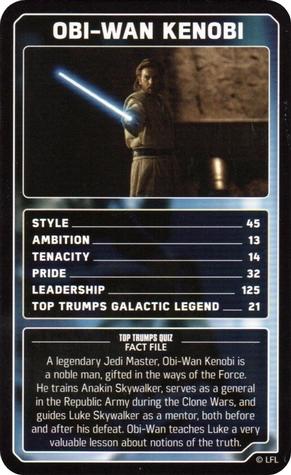 OBI-WAN KENOBI
STYLE 45
AMBITION 13
TENACITY 14
PRIDE 32
LEADERSHIP 125
TOP TRUMPS GALACTIC LEGEND 21
TOP TRUMPS QUIZ
FACT FILE
A legendary Jedi Master, Obi-Wan Kenobi is
a noble man, gifted in the ways of the Force.
He trains Anakin Skywalker, serves as a general
in the Republic Army during the Clone Wars, and
guides Luke Skywalker as a mentor, both before
and after his defeat. Obi-Wan teaches Luke a very
valuable lesson about notions of the truth.
© LFL